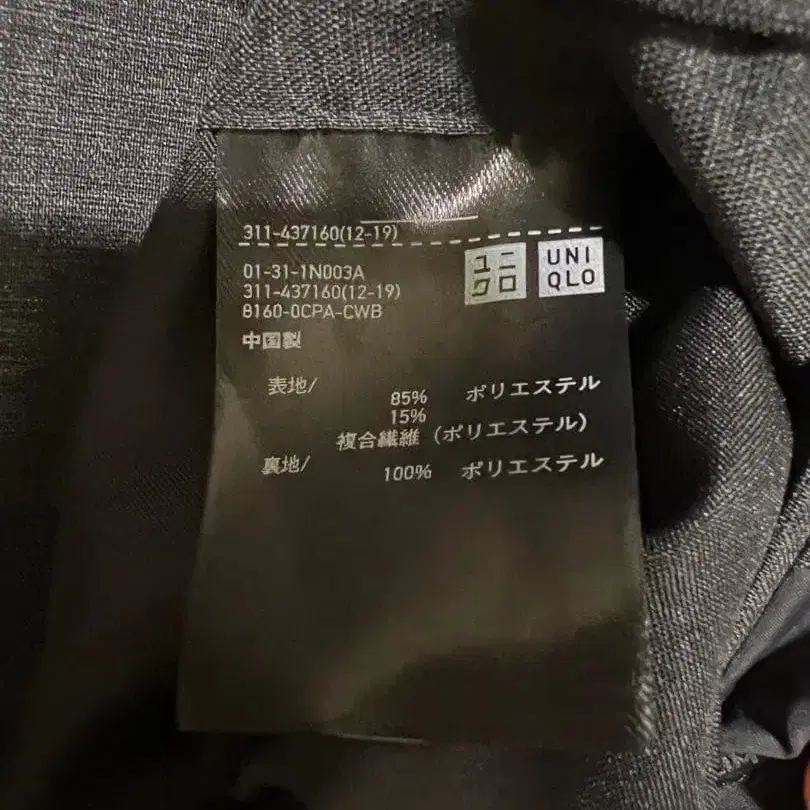 311-437160(12-19)
ユニ
クロ
UNI
QLO
01-31-1N003A
311-437160(12-19)
8160-0CPA-CWB
中国製
表地/ 85% ポリエステル
15%
複合繊維 (ポリエステル)
裏地/ 100% ポリエステル